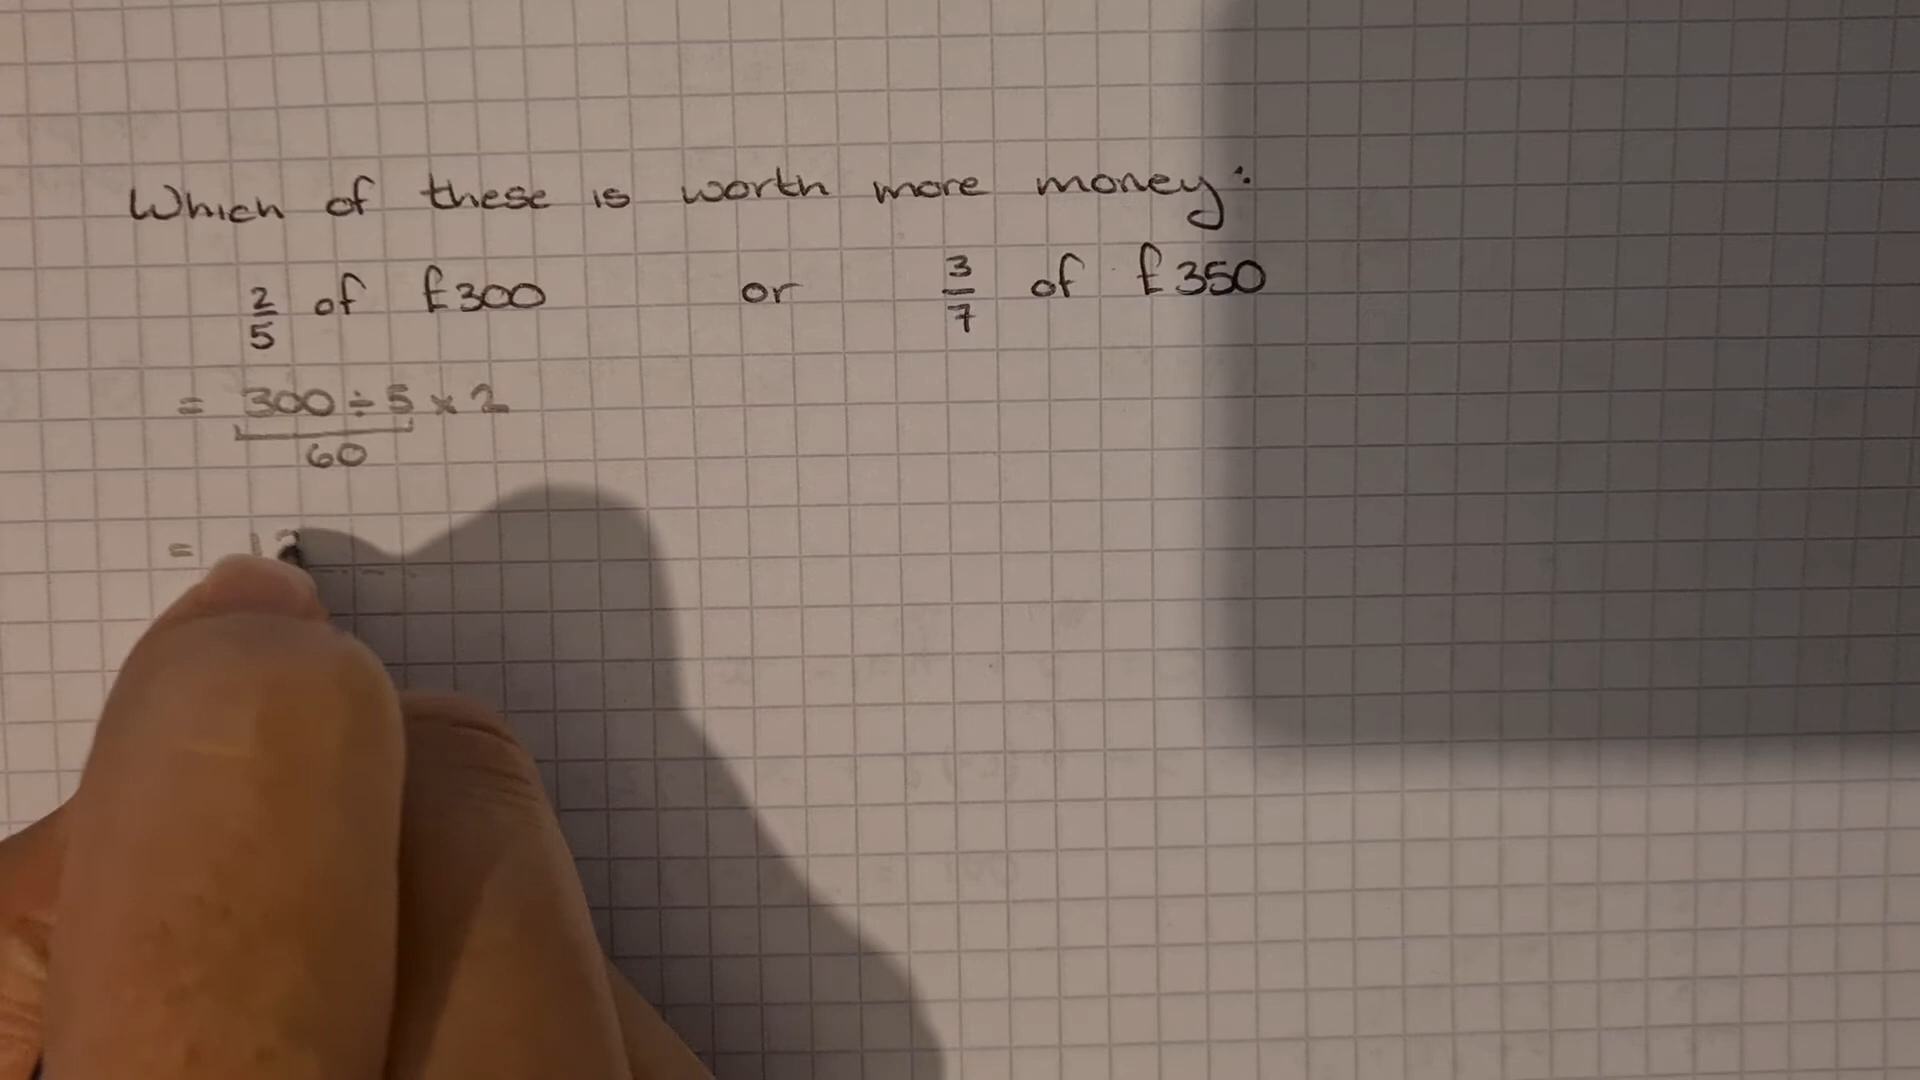 Which of these is worth more money:
2/5 of £300 or 3/7 of £350
= 300 ÷ 5 × 2
60
= 12